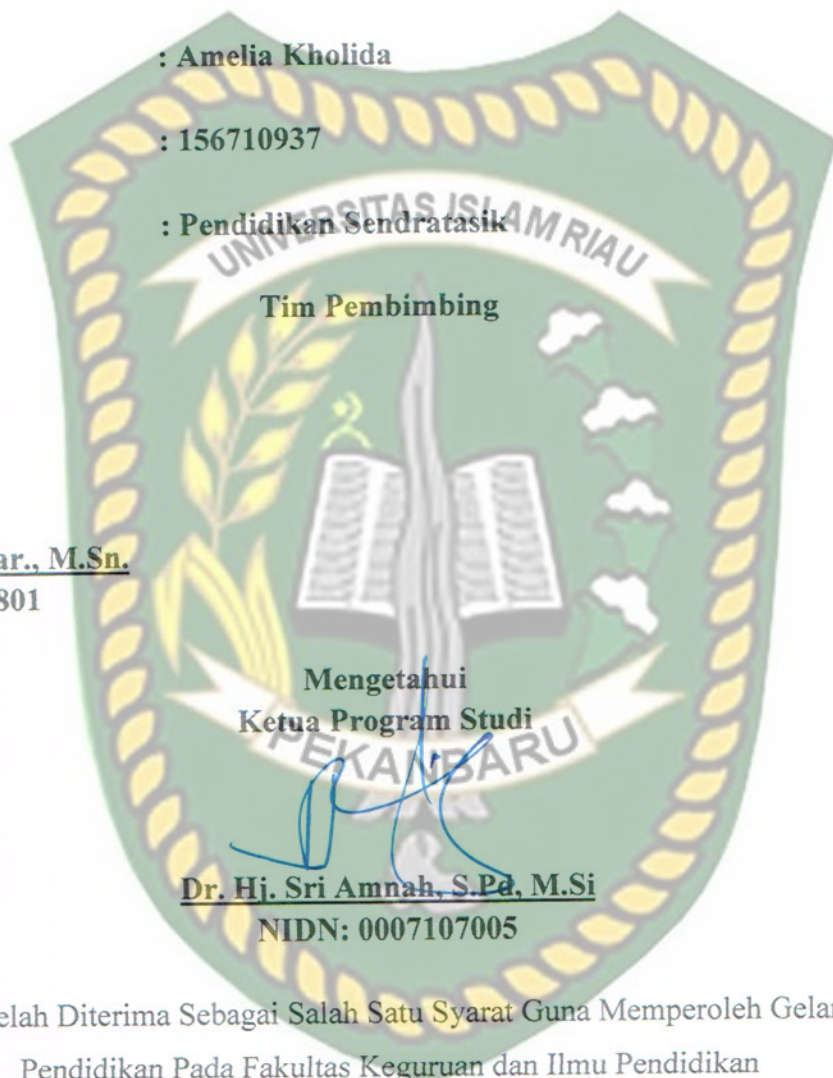 : Amelia Kholida
: 156710937
: Pendidikan Sendratasik
UNIVERSITAS ISLAM RIAU
Tim Pembimbing
ar., M.Sn.
801
Mengetahui
Ketua Program Studi
PEKANBARU
Dr. Hj. Sri Amnah, S.Pd, M.Si
NIDN: 0007107005
elah Diterima Sebagai Salah Satu Syarat Guna Memperoleh Gelar
Pendidikan Pada Fakultas Keguruan dan Ilmu Pendidikan